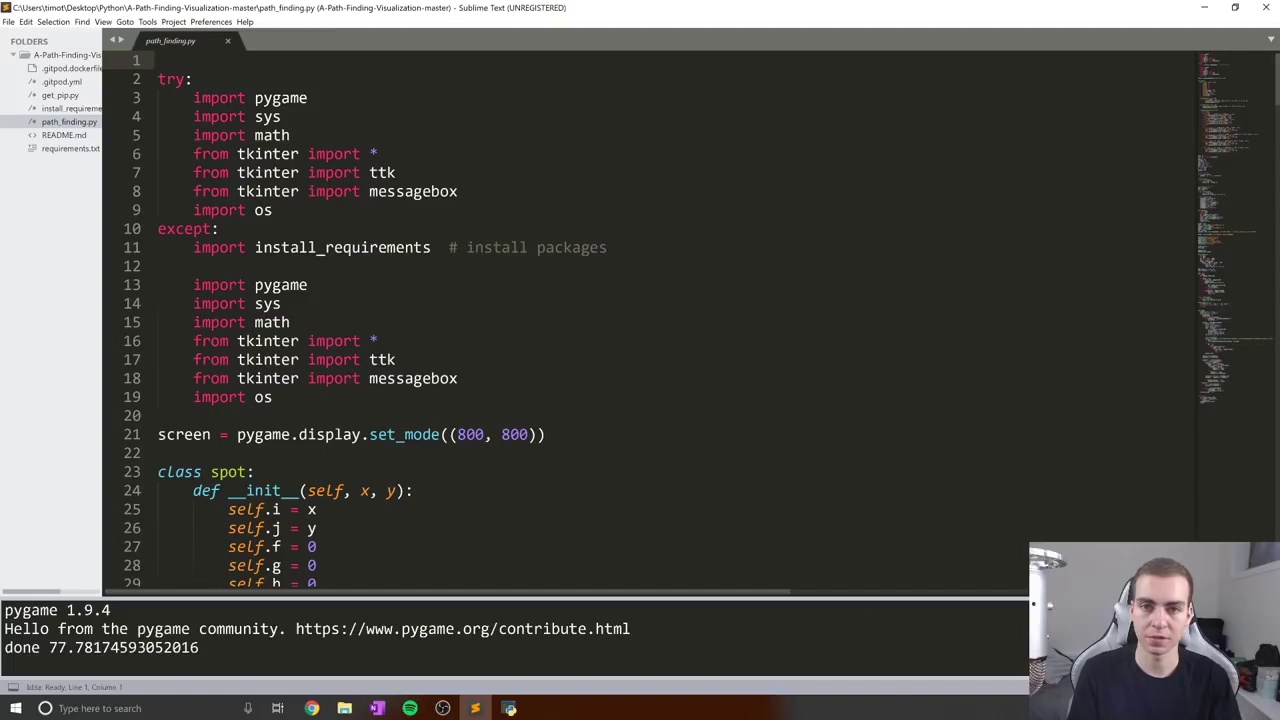 C:\Users\timot\Desktop\Python\A-Path-Finding-Visualization-master\path_finding.py (A-Path-Finding-Visualization-master) - Sublime Text (UNREGISTERED)
File Edit Selection Find View Goto Tools Project Preferences Help
FOLDERS
A-Path-Finding-Vis
.gitpod.dockerfile
.gitpod.yml
get_pip.py
install_requireme
path_finding.py
README.md
requirements.txt
path_finding.py
1
2 try:
3 import pygame
4 import sys
5 import math
6 from tkinter import *
7 from tkinter import ttk
8 from tkinter import messagebox
9 import os
10 except:
11 import install_requirements # install packages
12
13 import pygame
14 import sys
15 import math
16 from tkinter import *
17 from tkinter import ttk
18 from tkinter import messagebox
19 import os
20
21 screen = pygame.display.set_mode((800, 800))
22
23 class spot:
24 def __init__(self, x, y):
25 self.i = x
26 self.j = y
27 self.f = 0
28 self.g = 0
29 self.h = 0
pygame 1.9.4
Hello from the pygame community. https://www.pygame.org/contribute.html
done 77.78174593052016
Line 1, Column 1
Type here to search